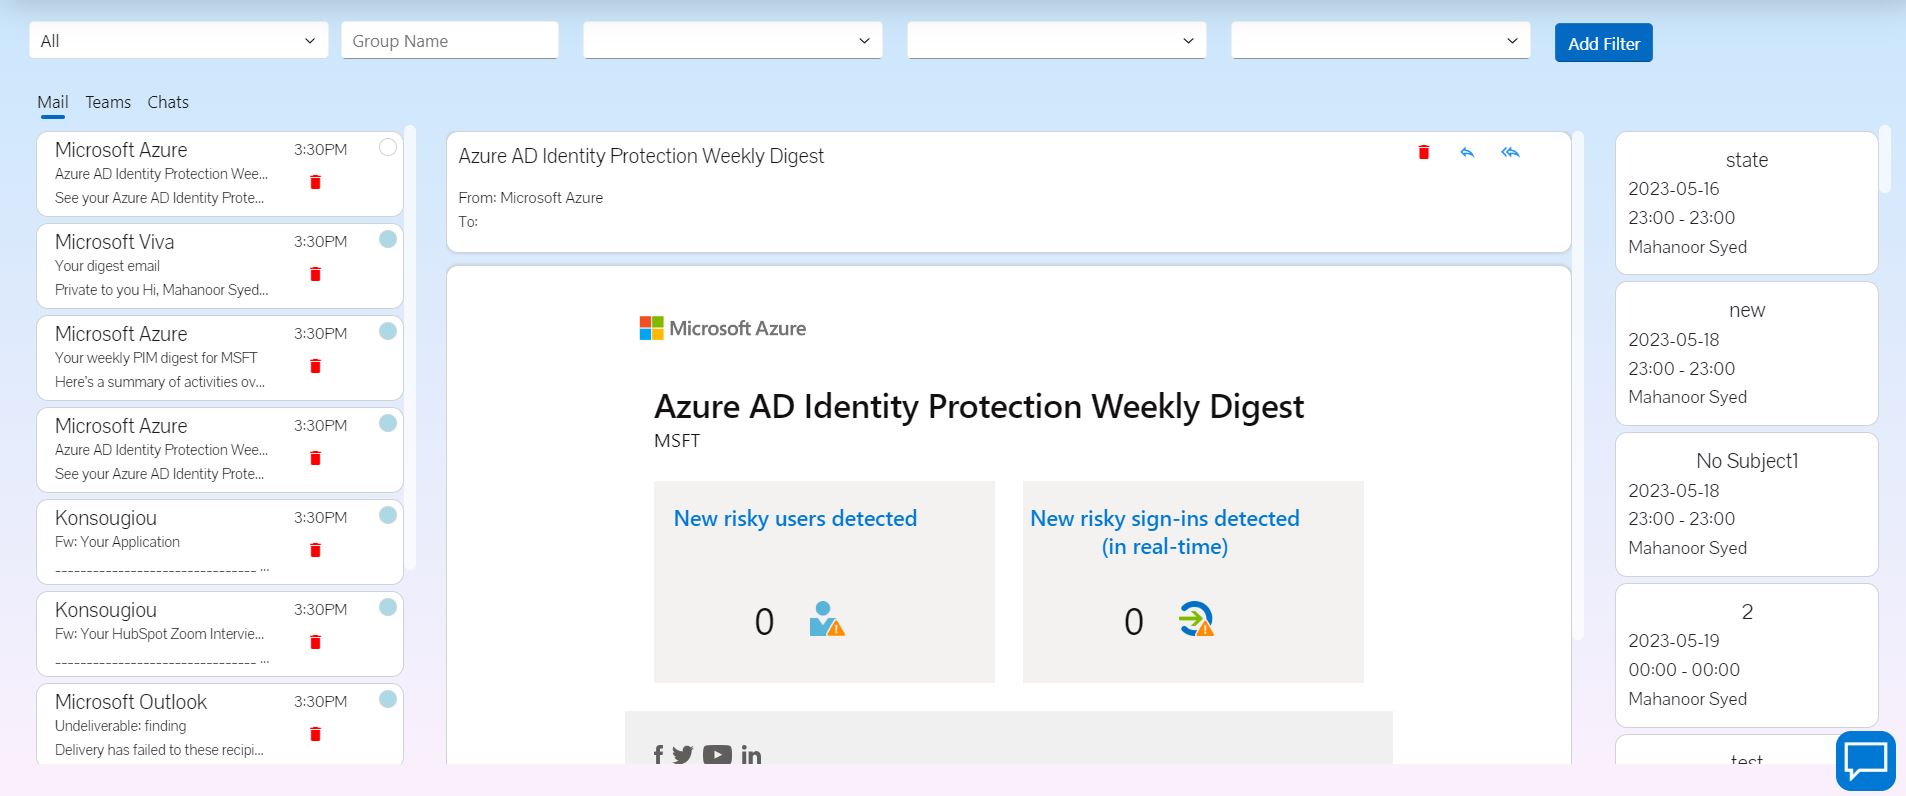 All
Group Name
Add Filter
Mail Teams Chats
Microsoft Azure 3:30PM
Azure AD Identity Protection Wee...
See your Azure AD Identity Prote...
Microsoft Viva 3:30PM
Your digest email
Private to you Hi, Mahanoor Syed...
Microsoft Azure 3:30PM
Your weekly PIM digest for MSFT
Here's a summary of activities ov...
Microsoft Azure 3:30PM
Azure AD Identity Protection Wee...
See your Azure AD Identity Prote...
Konsougiou 3:30PM
Fw: Your Application
________________________________ ...
Konsougiou 3:30PM
Fw: Your HubSpot Zoom Intervie...
________________________________ ...
Microsoft Outlook 3:30PM
Undeliverable: finding
Delivery has failed to these recipi...
Azure AD Identity Protection Weekly Digest
From: Microsoft Azure
To:
Microsoft Azure
Azure AD Identity Protection Weekly Digest
MSFT
New risky users detected
0
New risky sign-ins detected
(in real-time)
0
state
2023-05-16
23:00 - 23:00
Mahanoor Syed
new
2023-05-18
23:00 - 23:00
Mahanoor Syed
No Subject1
2023-05-18
23:00 - 23:00
Mahanoor Syed
2
2023-05-19
00:00 - 00:00
Mahanoor Syed
test